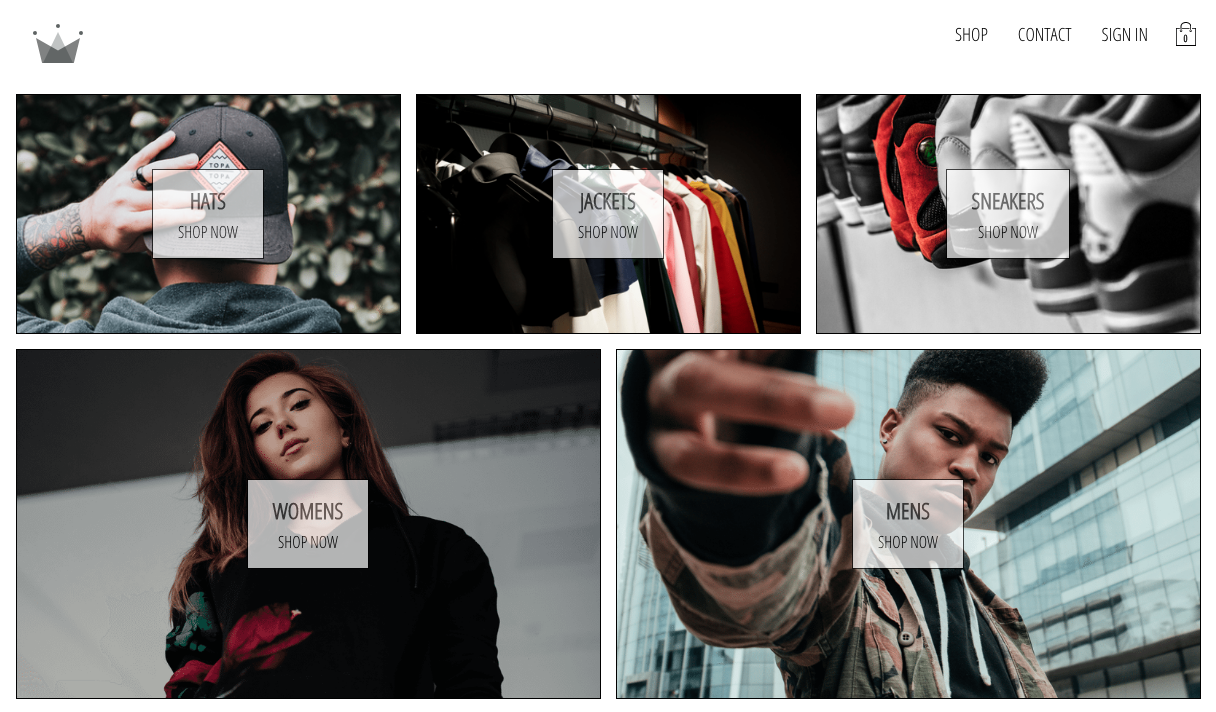 SHOP
CONTACT
SIGN IN
0
TOPA
TOPA
HATS
SHOP NOW
JACKETS
SHOP NOW
SNEAKERS
SHOP NOW
WOMENS
SHOP NOW
MENS
SHOP NOW